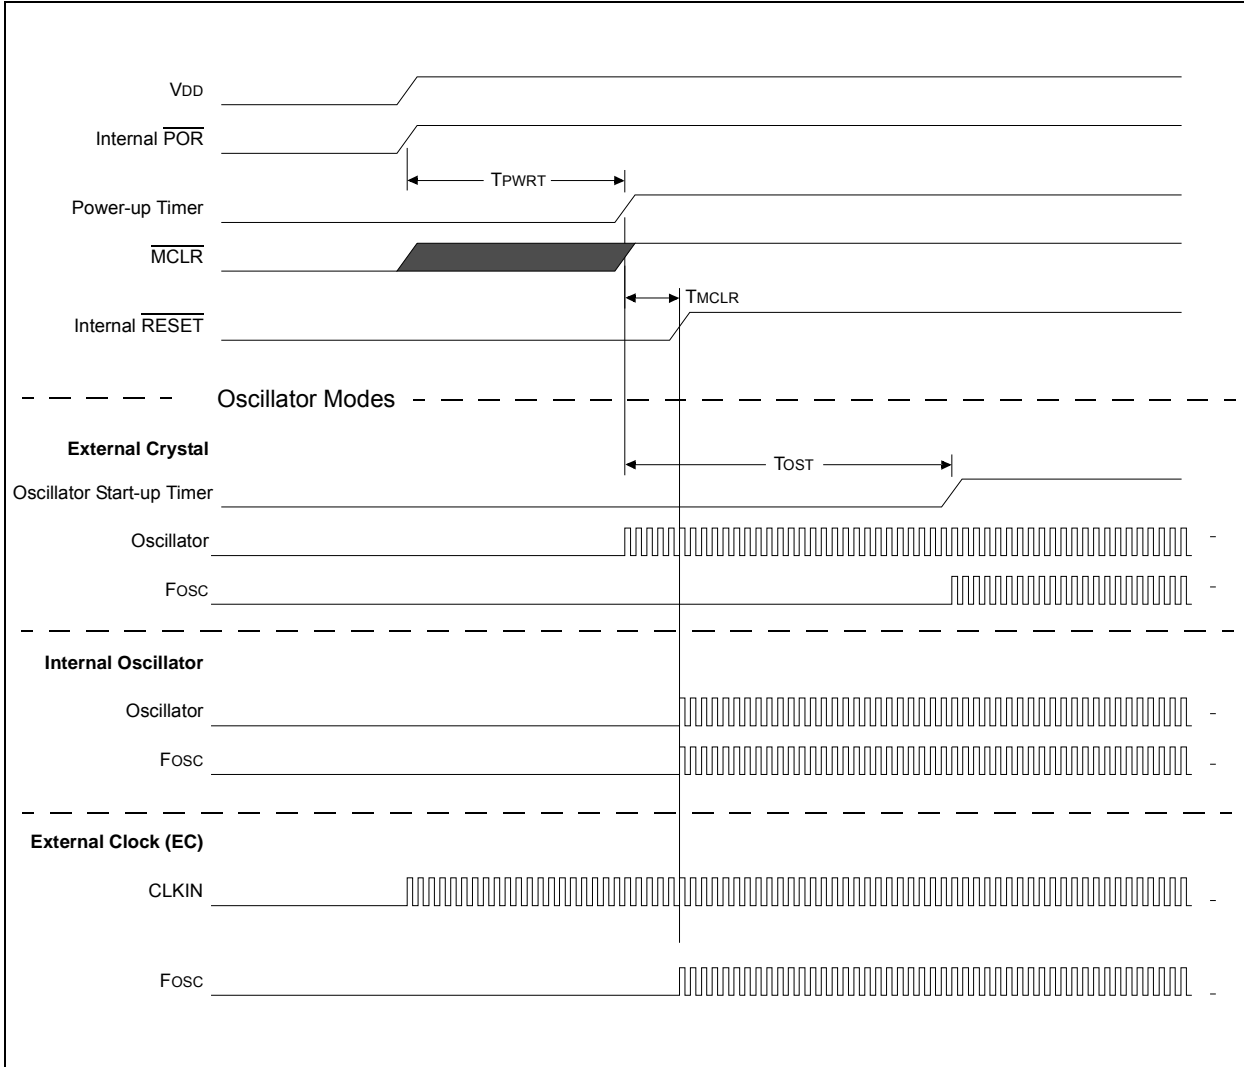 VDD
Internal POR
TPWRT
Power-up Timer
MCLR
TMCLR
Internal RESET
Oscillator Modes
External Crystal
TOST
Oscillator Start-up Timer
Oscillator
FOSC
Internal Oscillator
Oscillator
FOSC
External Clock (EC)
CLKIN
FOSC